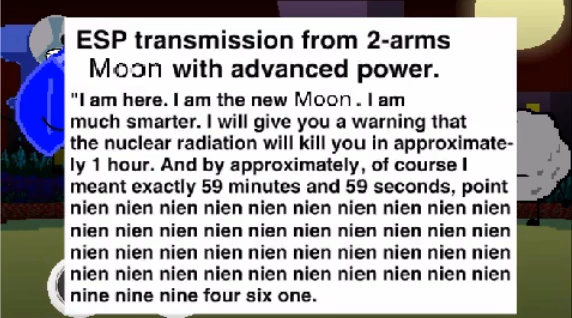 ESP transmission from 2-arms
Moon with advanced power.
"I am here. I am the new Moon. I am
much smarter. I will give you a warning that
the nuclear radiation will kill you in approximate-
ly 1 hour. And by approximately, of course I
meant exactly 59 minutes and 59 seconds, point
nien nien nien nien nien nien nien nien nien nien
nien nien nien nien nien nien nien nien nien nien
nien nien nien nien nien nien nien nien nien nien
nien nien nien nien nien nien nien nien nien nien
nine nine nine four six one.